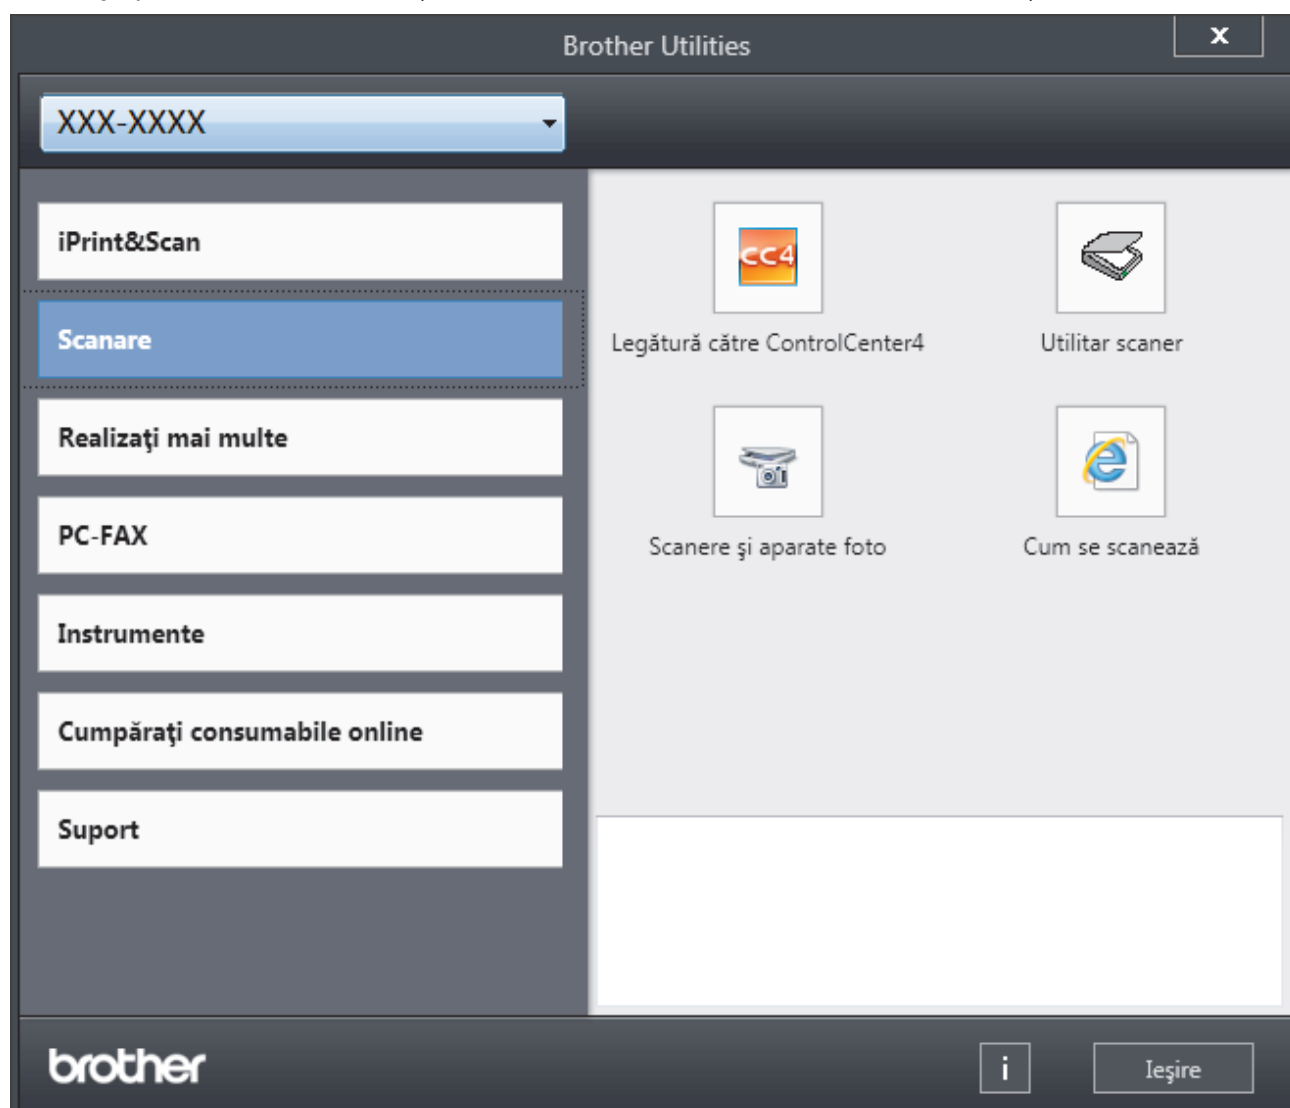 Brother Utilities
x
XXX-XXXX
iPrint&Scan
Scanare
Realizaţi mai multe
PC-FAX
Instrumente
Cumpăraţi consumabile online
Suport
CC4
Legătură către ControlCenter4
Utilitar scaner
Scanere şi aparate foto
Cum se scanează
brother
i
Ieşire